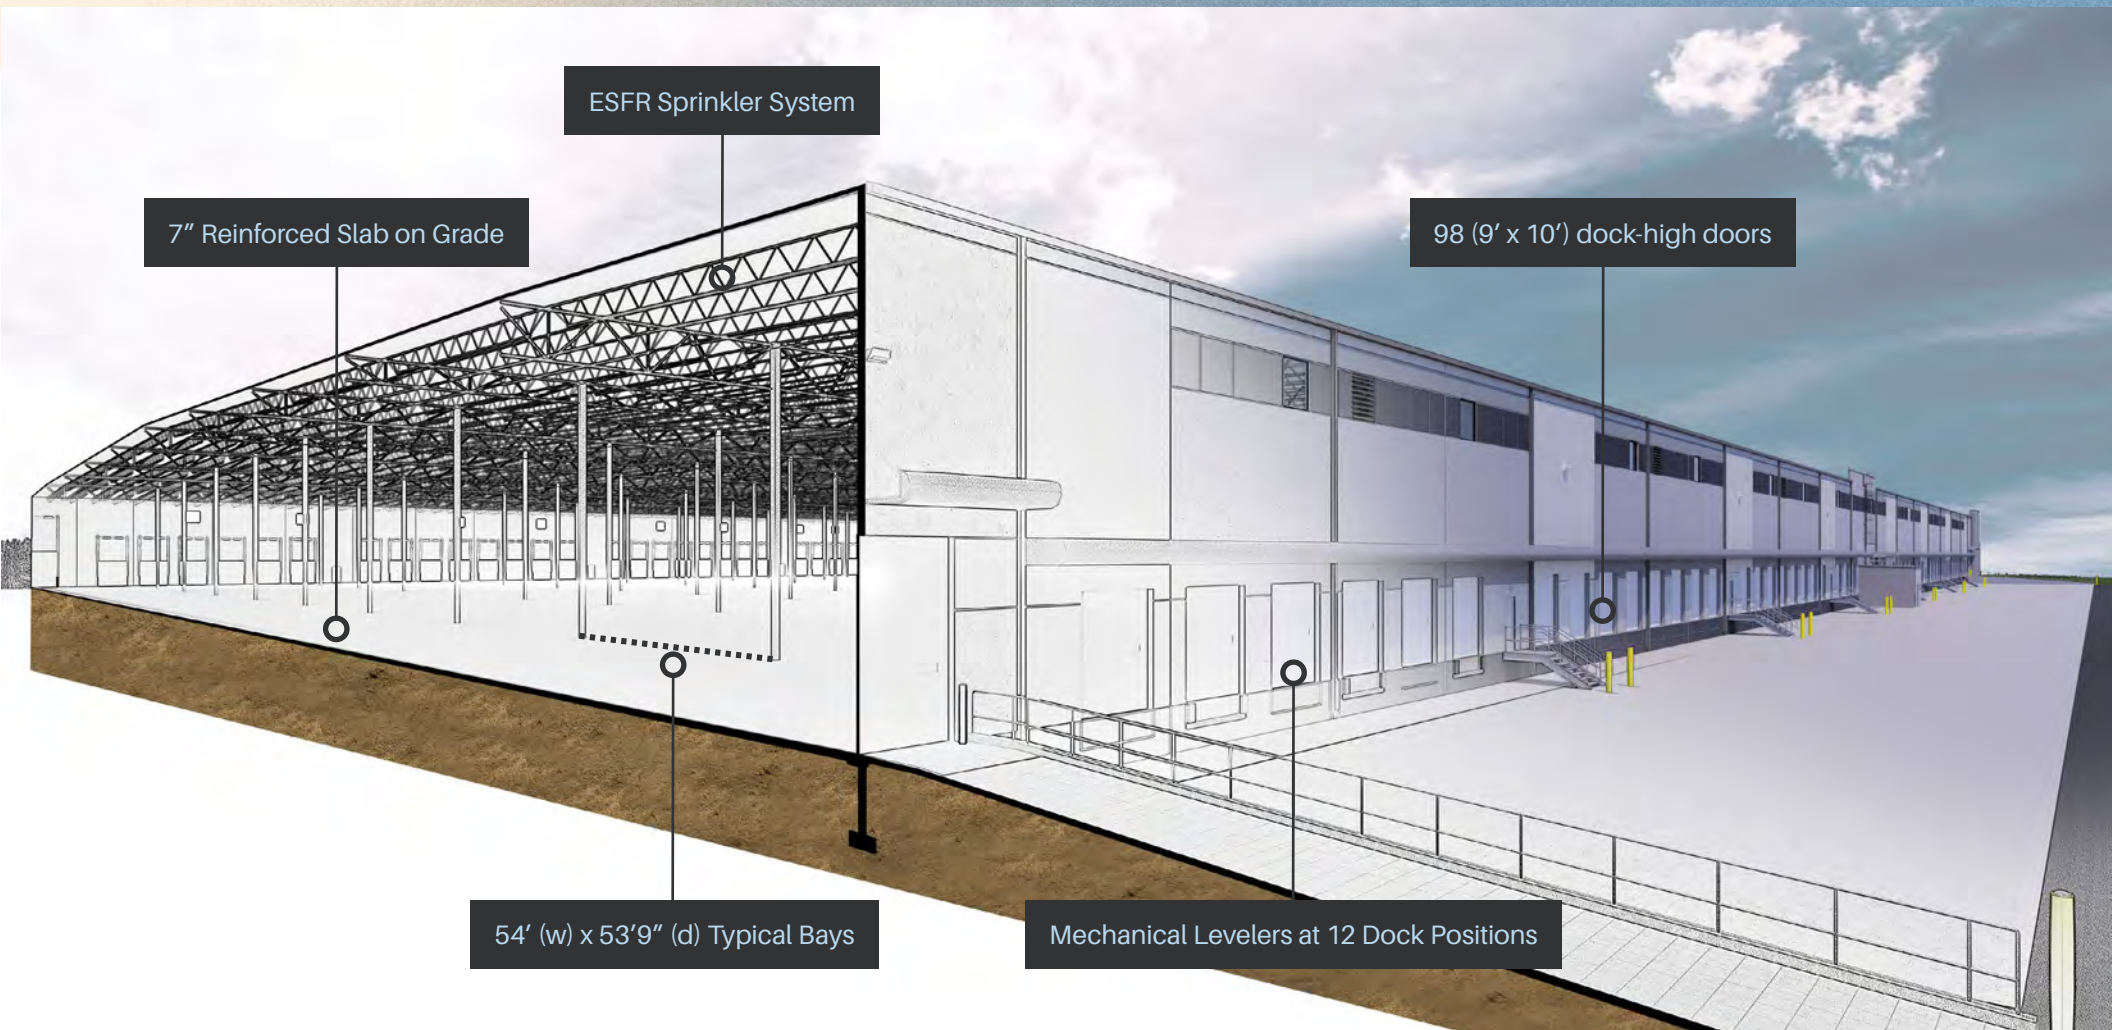 ESFR Sprinkler System
7” Reinforced Slab on Grade
98 (9’ x 10’) dock-high doors
54’ (w) x 53’9” (d) Typical Bays
Mechanical Levelers at 12 Dock Positions